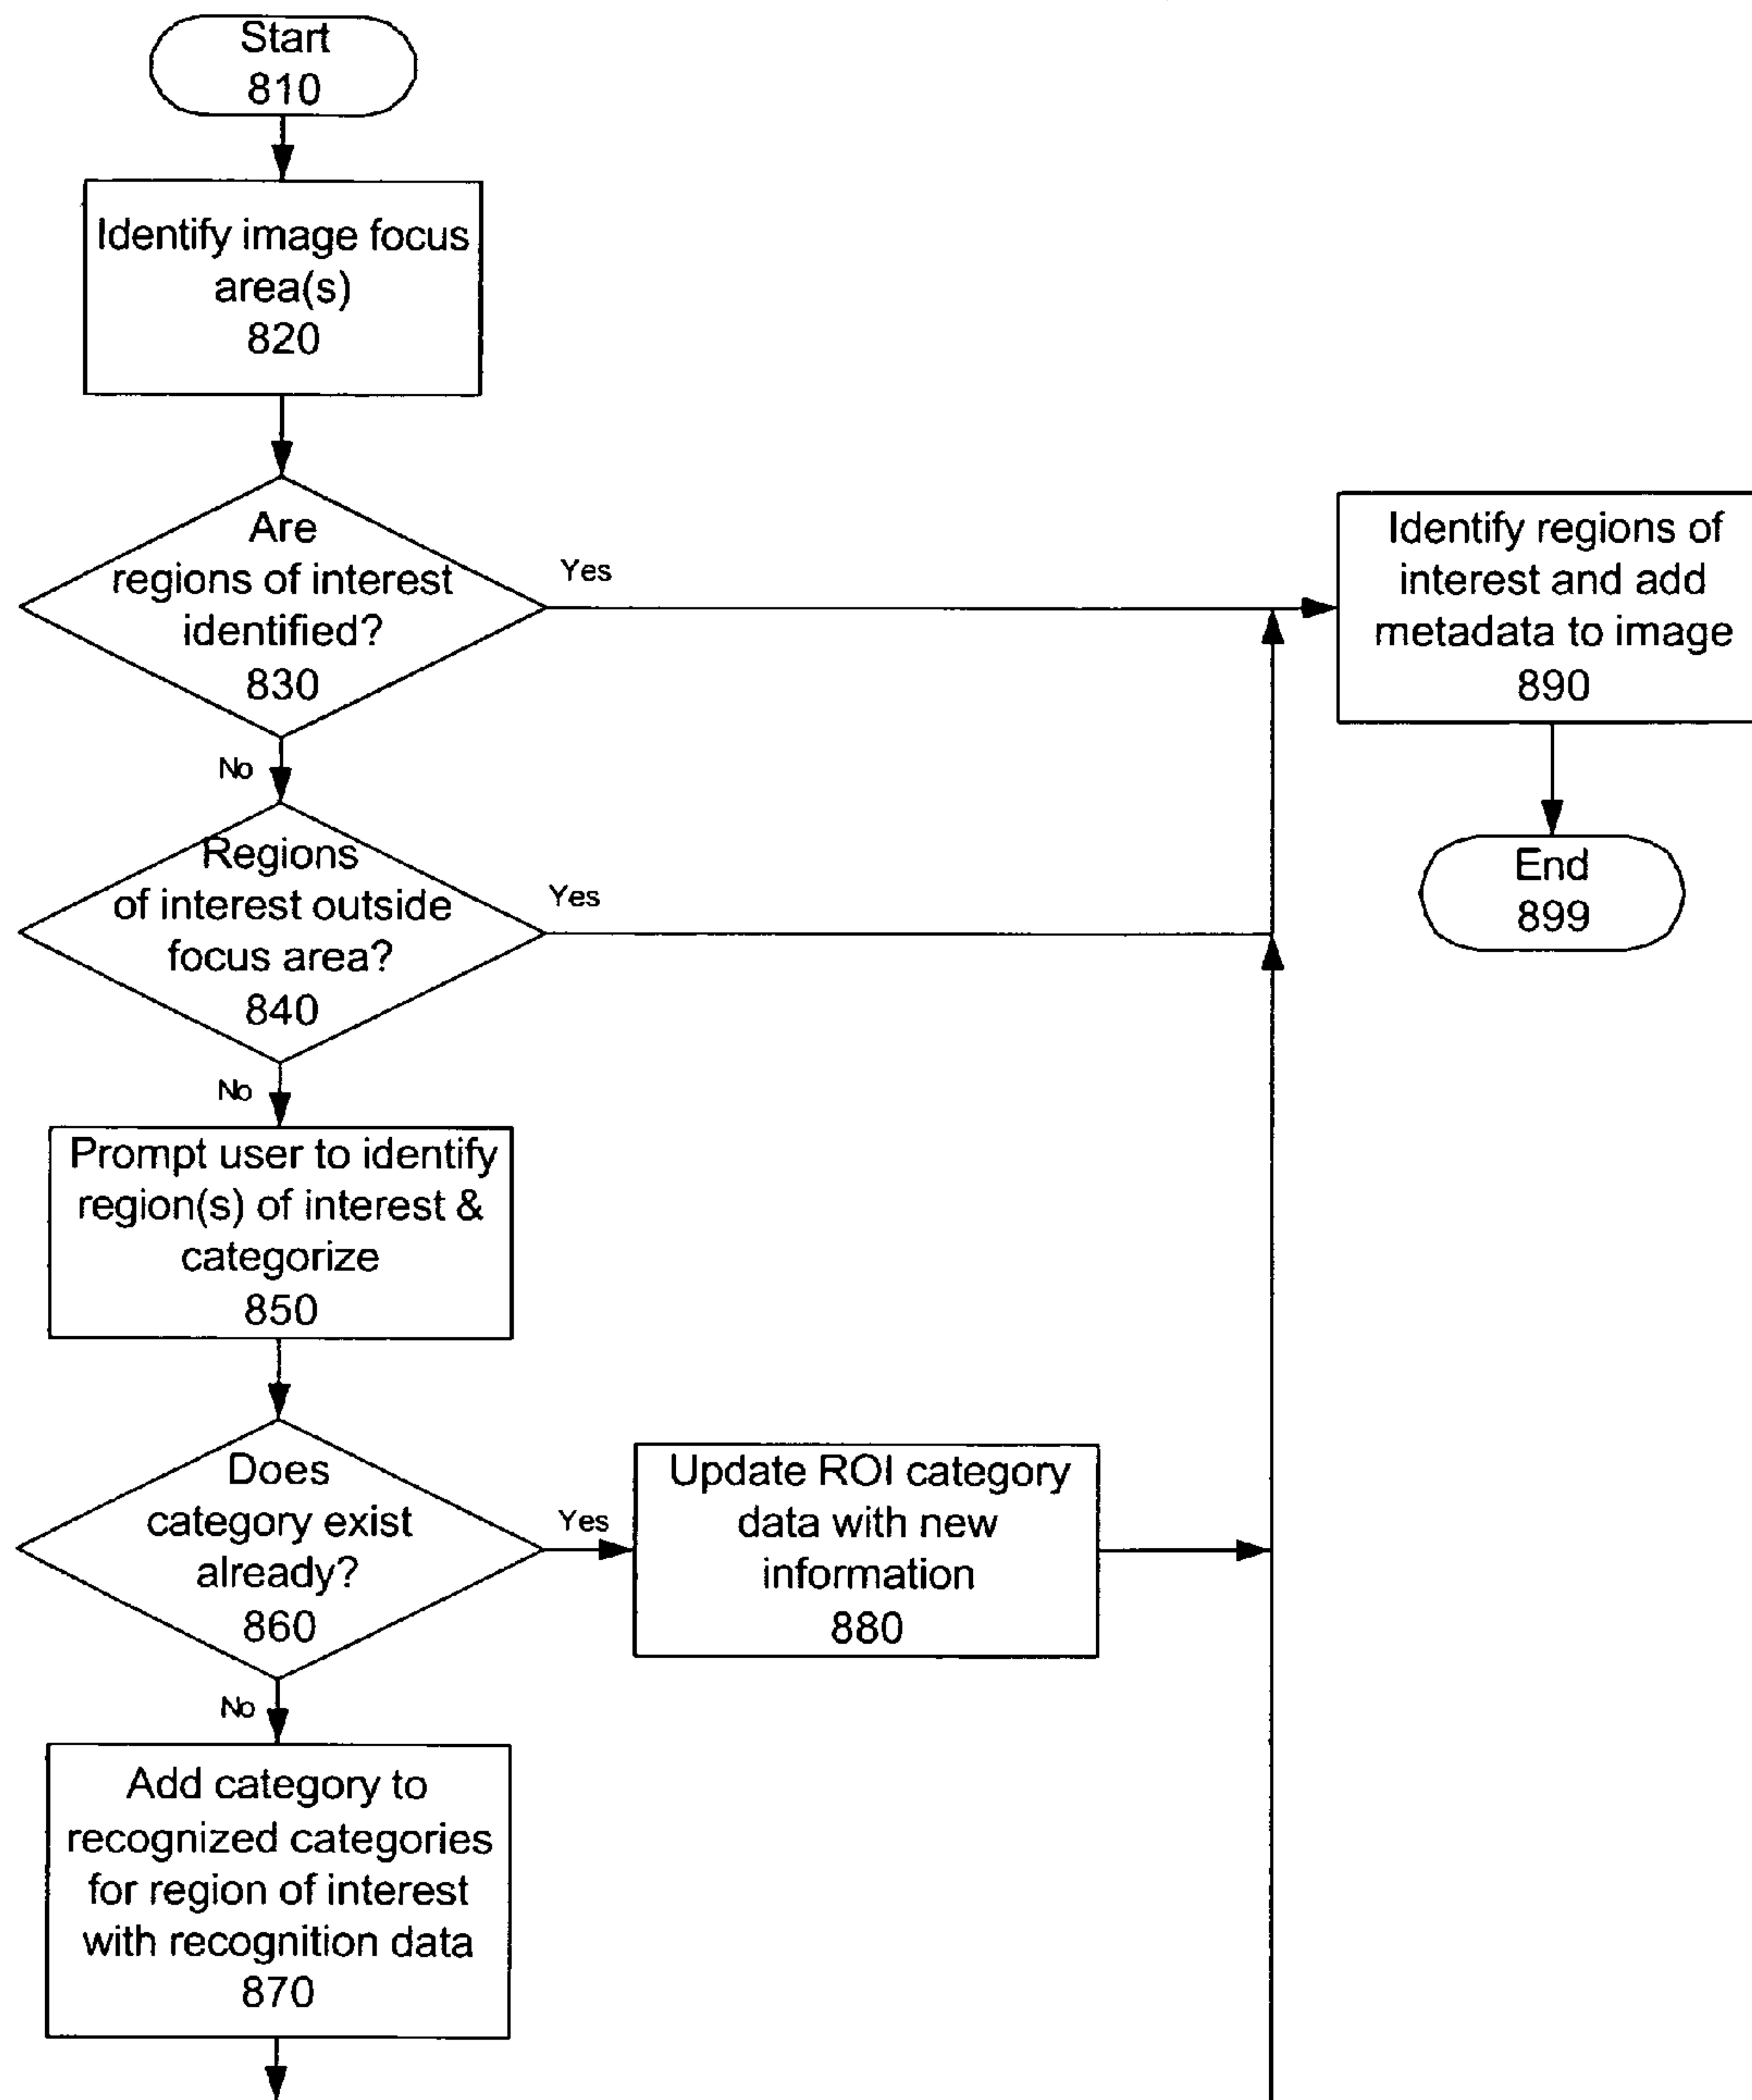 Start
810
Identify image focus
area(s)
820
Are
regions of interest
identified?
830
Yes
No
Identify regions of
interest and add
metadata to image
890
End
899
Regions
of interest outside
focus area?
840
Yes
No
Prompt user to identify
region(s) of interest &
categorize
850
Does
category exist
already?
860
Yes
No
Update ROI category
data with new
information
880
Add category to
recognized categories
for region of interest
with recognition data
870